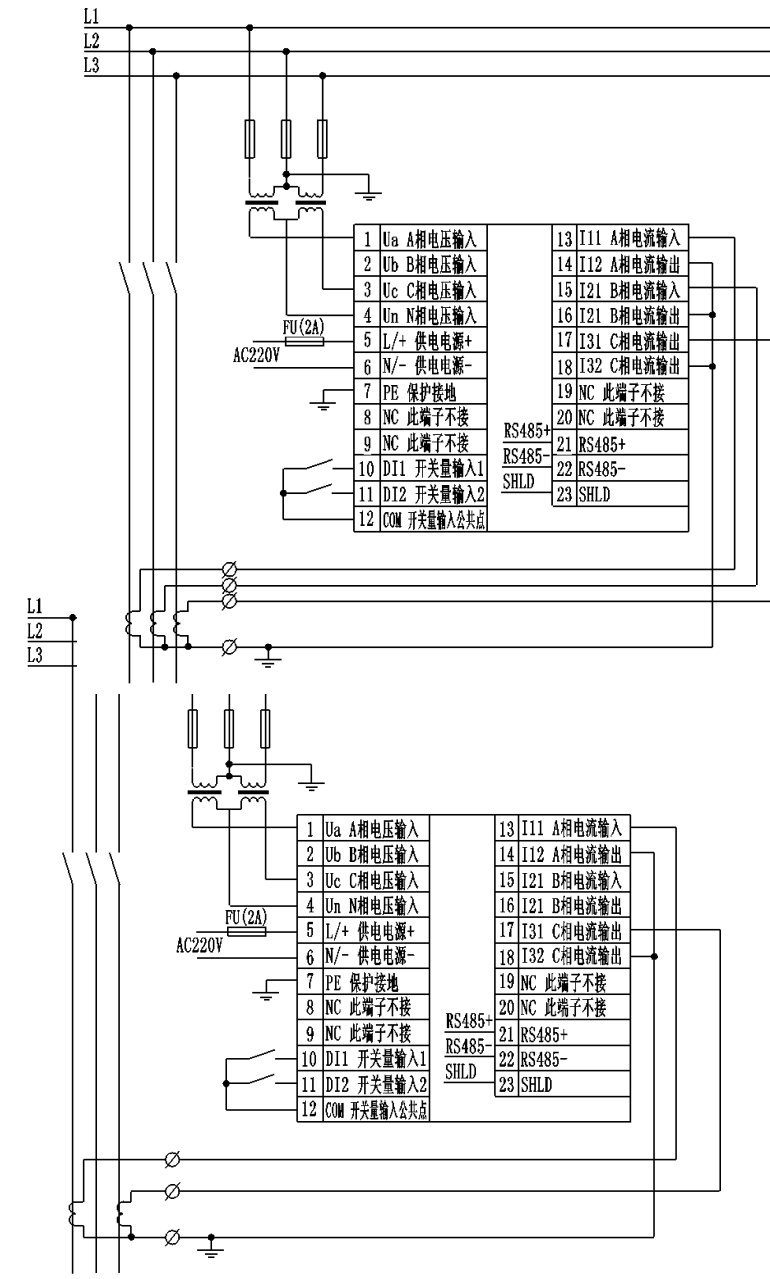 L1
L2
L3
1 Ua A相电压输入 13 I11 A相电流输入
2 Ub B相电压输入 14 I12 A相电流输出
3 Uc C相电压输入 15 I21 B相电流输入
4 Un N相电压输入 16 I21 B相电流输出
FU(2A) 5 L/+ 供电电源+ 17 I31 C相电流输入
AC220V 6 N/- 供电电源- 18 I32 C相电流输出
7 PE 保护接地 19 NC 此端子不接
8 NC 此端子不接 20 NC 此端子不接
9 NC 此端子不接 RS485+ 21 RS485+
10 DI1 开关量输入1 RS485- 22 RS485-
11 DI2 开关量输入2 SHLD 23 SHLD
12 COM 开关量输入公共点
L1
L2
L3
1 Ua A相电压输入 13 I11 A相电流输入
2 Ub B相电压输入 14 I12 A相电流输出
3 Uc C相电压输入 15 I21 B相电流输入
4 Un N相电压输入 16 I21 B相电流输出
FU(2A) 5 L/+ 供电电源+ 17 I31 C相电流输出
AC220V 6 N/- 供电电源- 18 I32 C相电流输出
7 PE 保护接地 19 NC 此端子不接
8 NC 此端子不接 20 NC 此端子不接
9 NC 此端子不接 RS485+ 21 RS485+
10 DI1 开关量输入1 RS485- 22 RS485-
11 DI2 开关量输入2 SHLD 23 SHLD
12 COM 开关量输入公共点